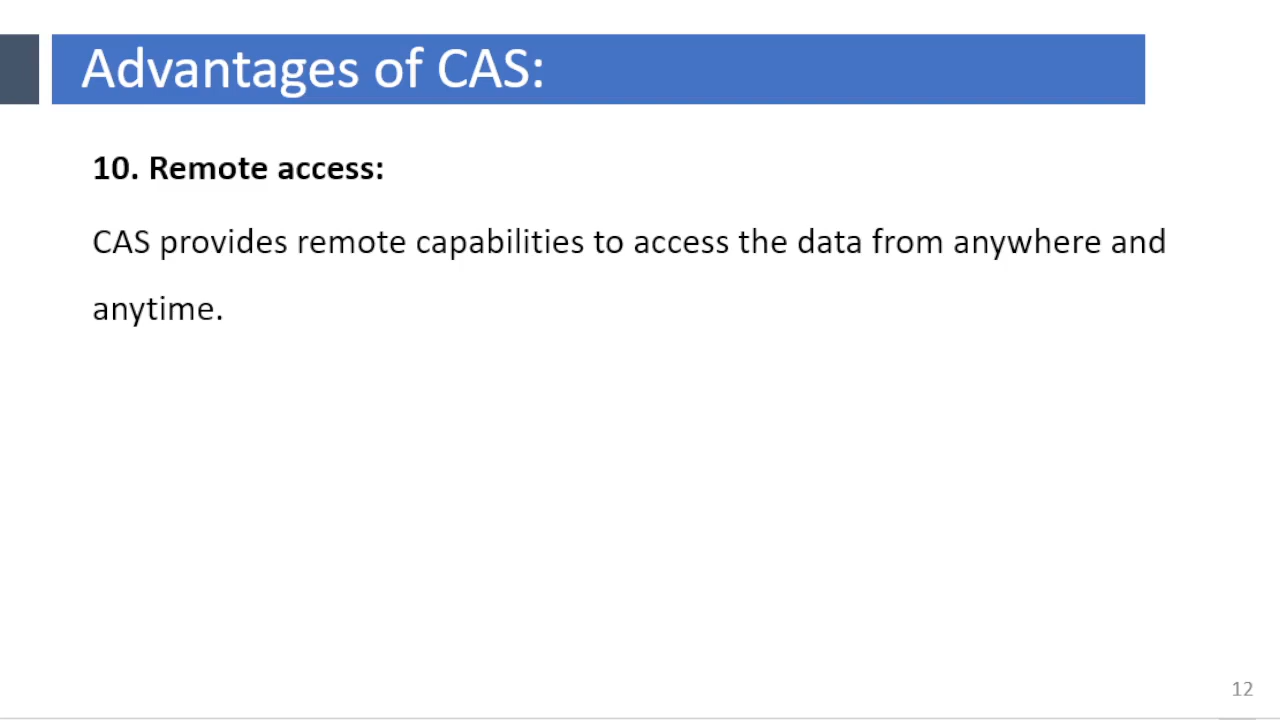 Advantages of CAS:
10. Remote access:
CAS provides remote capabilities to access the data from anywhere and
anytime.
12